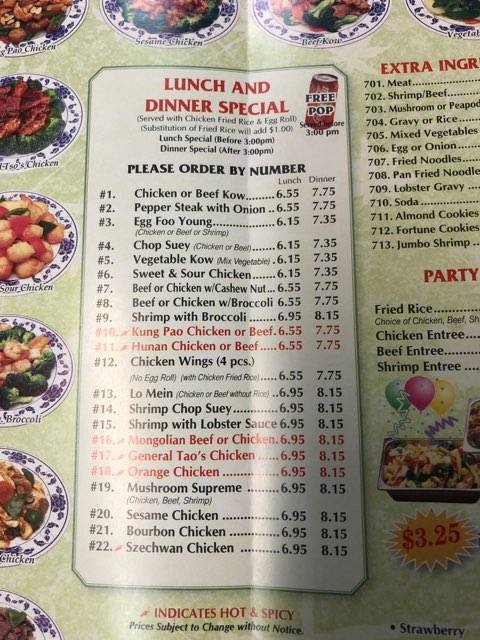 ng Pao Chicken
Sesame Chicken
Beef Kow
Vegetab
LUNCH AND
DINNER SPECIAL
(Served with Chicken Fried Rice & Egg Roll)
(Substitution of Fried Rice will add $1.00)
Lunch Special (Before 3:00pm)
Dinner Special (After 3:00pm)
FREE
POP
Served before
3:00 pm
PLEASE ORDER BY NUMBER
Lunch Dinner
#1. Chicken or Beef Kow.......6.55 7.75
#2. Pepper Steak with Onion ..6.55 7.75
#3. Egg Foo Young...............6.15 7.35
(Chicken or Beef or Shrimp)
#4. Chop Suey (Chicken or Beef).......6.15 7.35
#5. Vegetable Kow (Mix Vegetable) .6.15 7.35
#6. Sweet & Sour Chicken.......6.15 7.35
#7. Beef or Chicken w/Cashew Nut...6.55 7.75
#8. Beef or Chicken w/Broccoli 6.55 7.75
#9. Shrimp with Broccoli ........6.95 8.15
#10. Kung Pao Chicken or Beef.6.55 7.75
#11. Hunan Chicken or Beef....6.55 7.75
#12. Chicken Wings (4 pcs.)
(No Egg Roll) (with Chicken Fried Rice).....6.55 7.75
#13. Lo Mein (Chicken or Beef without Rice) ..6.95 8.15
#14. Shrimp Chop Suey...........6.95 8.15
#15. Shrimp with Lobster Sauce 6.95 8.15
#16. Mongolian Beef or Chicken.6.95 8.15
#17. General Tao's Chicken .....6.95 8.15
#18. Orange Chicken .............6.95 8.15
#19. Mushroom Supreme ........6.95 8.15
(Chicken, Beef, Shrimp)
#20. Sesame Chicken .............6.95 8.15
#21. Bourbon Chicken ............6.95 8.15
#22. Szechwan Chicken .........6.95 8.15
INDICATES HOT & SPICY
Prices Subject to Change without Notice.
Tso's Chicken
Sour Chicken
Broccoli
Chicken
EXTRA INGR
701. Meat
702. Shrimp/Beef
703. Mushroom or Peapod
704. Gravy or Rice
705. Mixed Vegetables
706. Egg or Onion
707. Fried Noodles
708. Pan Fried Noodles
709. Lobster Gravy
710. Soda
711. Almond Cookies
712. Fortune Cookies
713. Jumbo Shrimp
PARTY
Fried Rice
Choice of Chicken, Beef, Sh
Chicken Entree
Beef Entree
Shrimp Entree
$3.25
• Strawberry